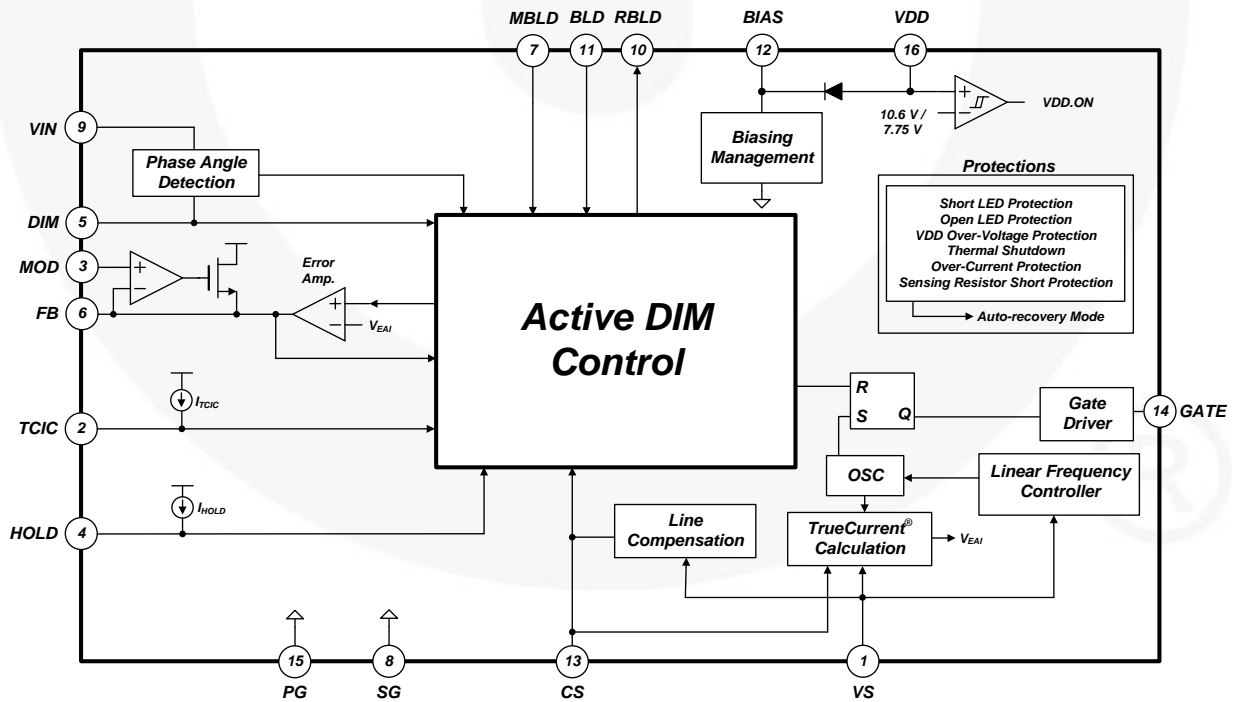 MBLD BLD RBLD BIAS VDD
7 11 10 12 16
VIN 9
Phase Angle
Detection
DIM 5
MOD 3
FB 6
+
−
Error
Amp.
+
−
VEAI
TCIC 2
ITCIC
HOLD 4
IHOLD
Active DIM
Control
Biasing
Management
10.6 V /
7.75 V
+
−
VDD.ON
Protections
Short LED Protection
Open LED Protection
VDD Over-Voltage Protection
Thermal Shutdown
Over-Current Protection
Sensing Resistor Short Protection
Auto-recovery Mode
R
S Q
Gate
Driver
14 GATE
OSC
Linear Frequency
Controller
Line
Compensation
TrueCurrent®
Calculation
VEAI
15 8 13 1
PG SG CS VS
®